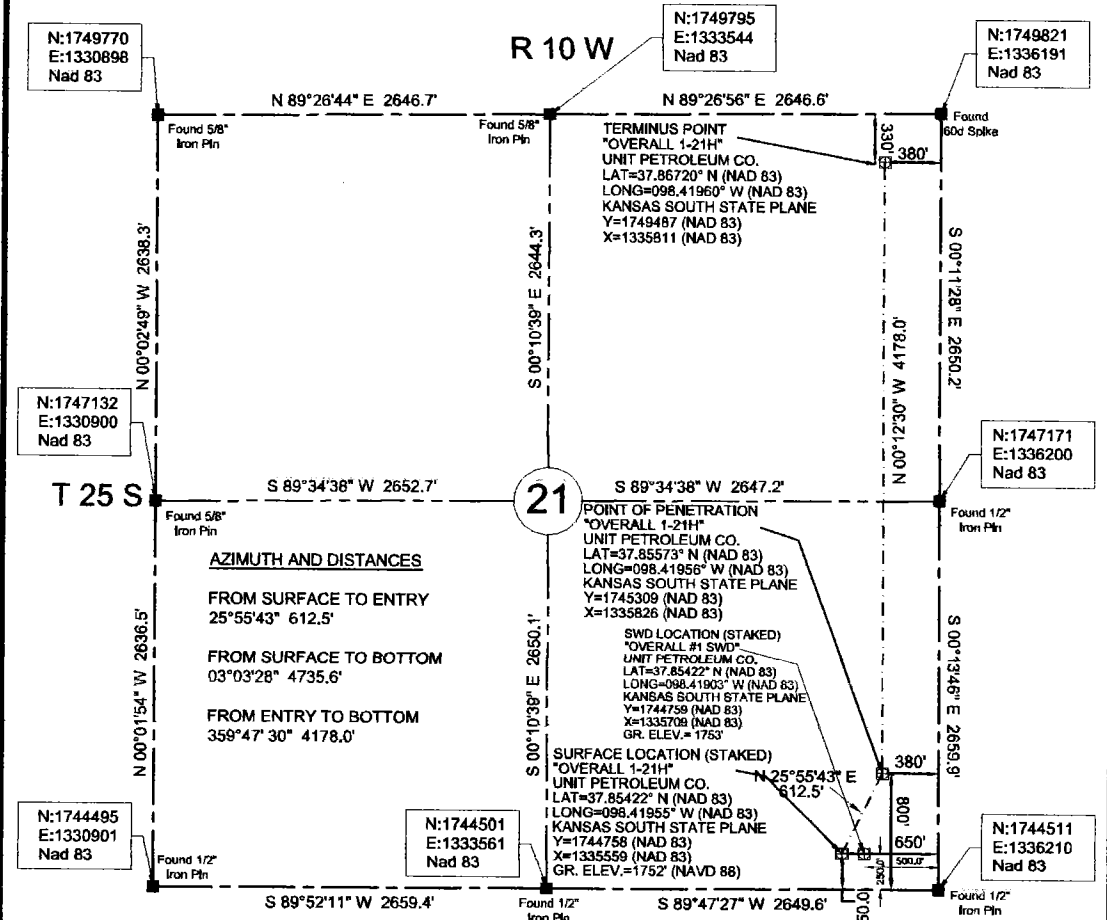 N:1749770
E:1330898
Nad 83
R 10 W
N:1749795
E:1333544
Nad 83
N:1749821
E:1336191
Nad 83
N 89°26'44" E 2646.7'
N 89°26'56" E 2646.6'
Found 5/8"
Iron Pin
Found 5/8"
Iron Pin
Found
60d Spike
TERMINUS POINT
"OVERALL 1-21H"
UNIT PETROLEUM CO.
LAT=37.86720° N (NAD 83)
LONG=098.41960° W (NAD 83)
KANSAS SOUTH STATE PLANE
Y=1749487 (NAD 83)
X=1335811 (NAD 83)
330'
380'
N 00°02'49" W 2638.3'
S 00°10'39" E 2644.3'
N 00°12'30" W 4178.0'
S 00°11'28" E 2650.2'
N:1747132
E:1330900
Nad 83
N:1747171
E:1336200
Nad 83
T 25 S
S 89°34'38" W 2652.7'
21
S 89°34'38" W 2647.2'
Found 5/8"
Iron Pin
Found 1/2"
Iron Pin
POINT OF PENETRATION
"OVERALL 1-21H"
UNIT PETROLEUM CO.
LAT=37.85573° N (NAD 83)
LONG=098.41956° W (NAD 83)
KANSAS SOUTH STATE PLANE
Y=1745309 (NAD 83)
X=1335826 (NAD 83)
AZIMUTH AND DISTANCES
FROM SURFACE TO ENTRY
25°55'43" 612.5'
FROM SURFACE TO BOTTOM
03°03'28" 4735.6'
FROM ENTRY TO BOTTOM
359°47' 30" 4178.0'
N 00°01'54" W 2636.5'
S 00°10'39" E 2650.1'
S 00°13'46" E 2659.9'
SWD LOCATION (STAKED)
"OVERALL #1 SWD"
UNIT PETROLEUM CO.
LAT=37.85422° N (NAD 83)
LONG=098.41903° W (NAD 83)
KANSAS SOUTH STATE PLANE
Y=1744759 (NAD 83)
X=1335709 (NAD 83)
GR. ELEV.= 1753'
SURFACE LOCATION (STAKED)
"OVERALL 1-21H"
UNIT PETROLEUM CO.
LAT=37.85422° N (NAD 83)
LONG=098.41955° W (NAD 83)
KANSAS SOUTH STATE PLANE
Y=1744758 (NAD 83)
X=1335559 (NAD 83)
GR. ELEV.=1752' (NAVD 88)
N 25°55'43" E
612.5'
380'
800'
650'
500.0'
250.0'
N:1744495
E:1330901
Nad 83
N:1744501
E:1333561
Nad 83
N:1744511
E:1336210
Nad 83
Found 1/2"
Iron Pin
S 89°52'11" W 2659.4'
Found 1/2"
Iron Pin
S 89°47'27" W 2649.6'
Found 1/2"
Iron Pin